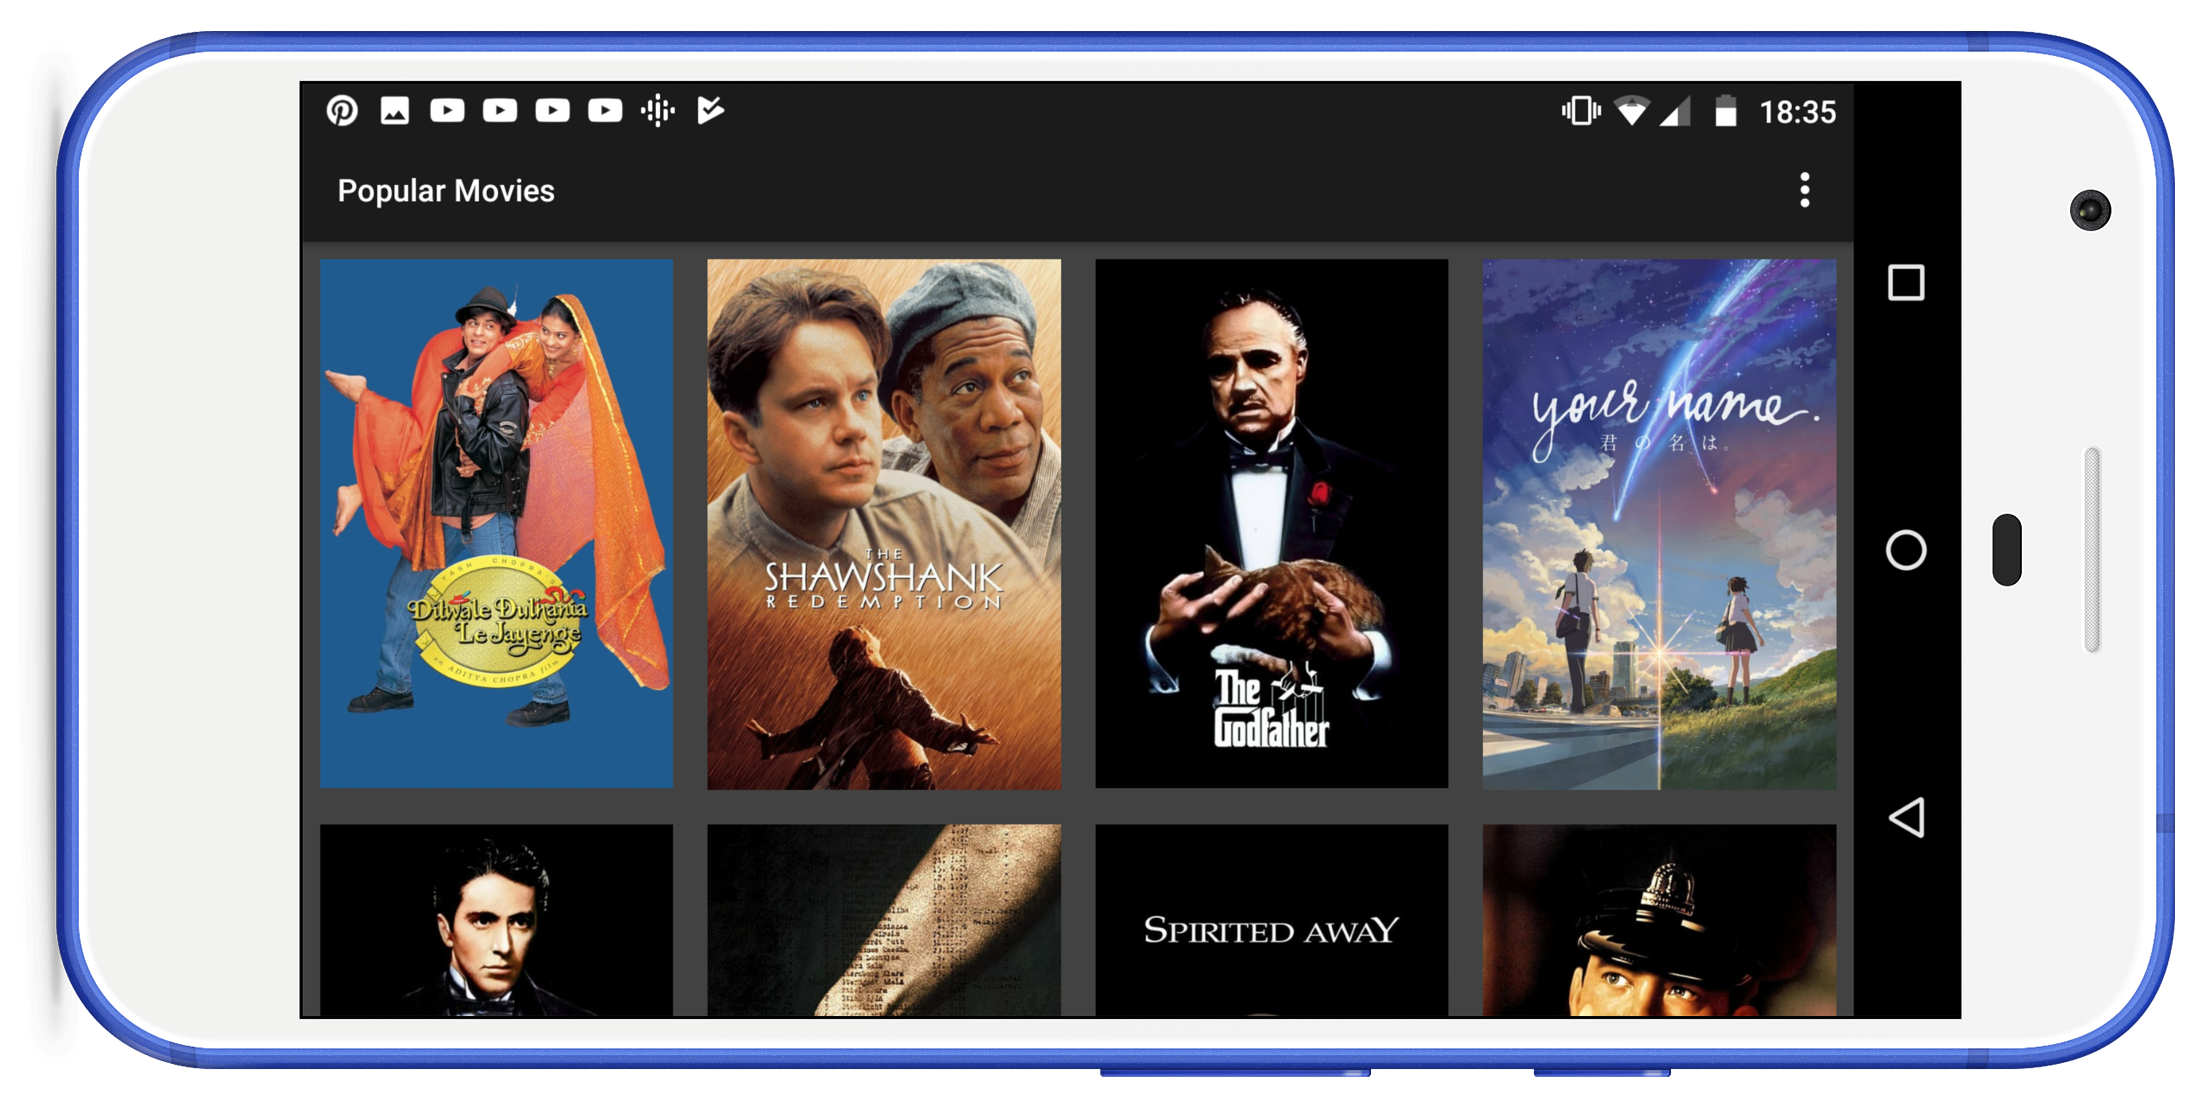 18:35
Popular Movies
YASH CHOPRA'S
Dilwale Dulhania
Le Jayenge
an ADITYA CHOPRA film
THE
SHAWSHANK
REDEMPTION
The
Godfather
your name.
君の名は。
SPIRITED AWAY